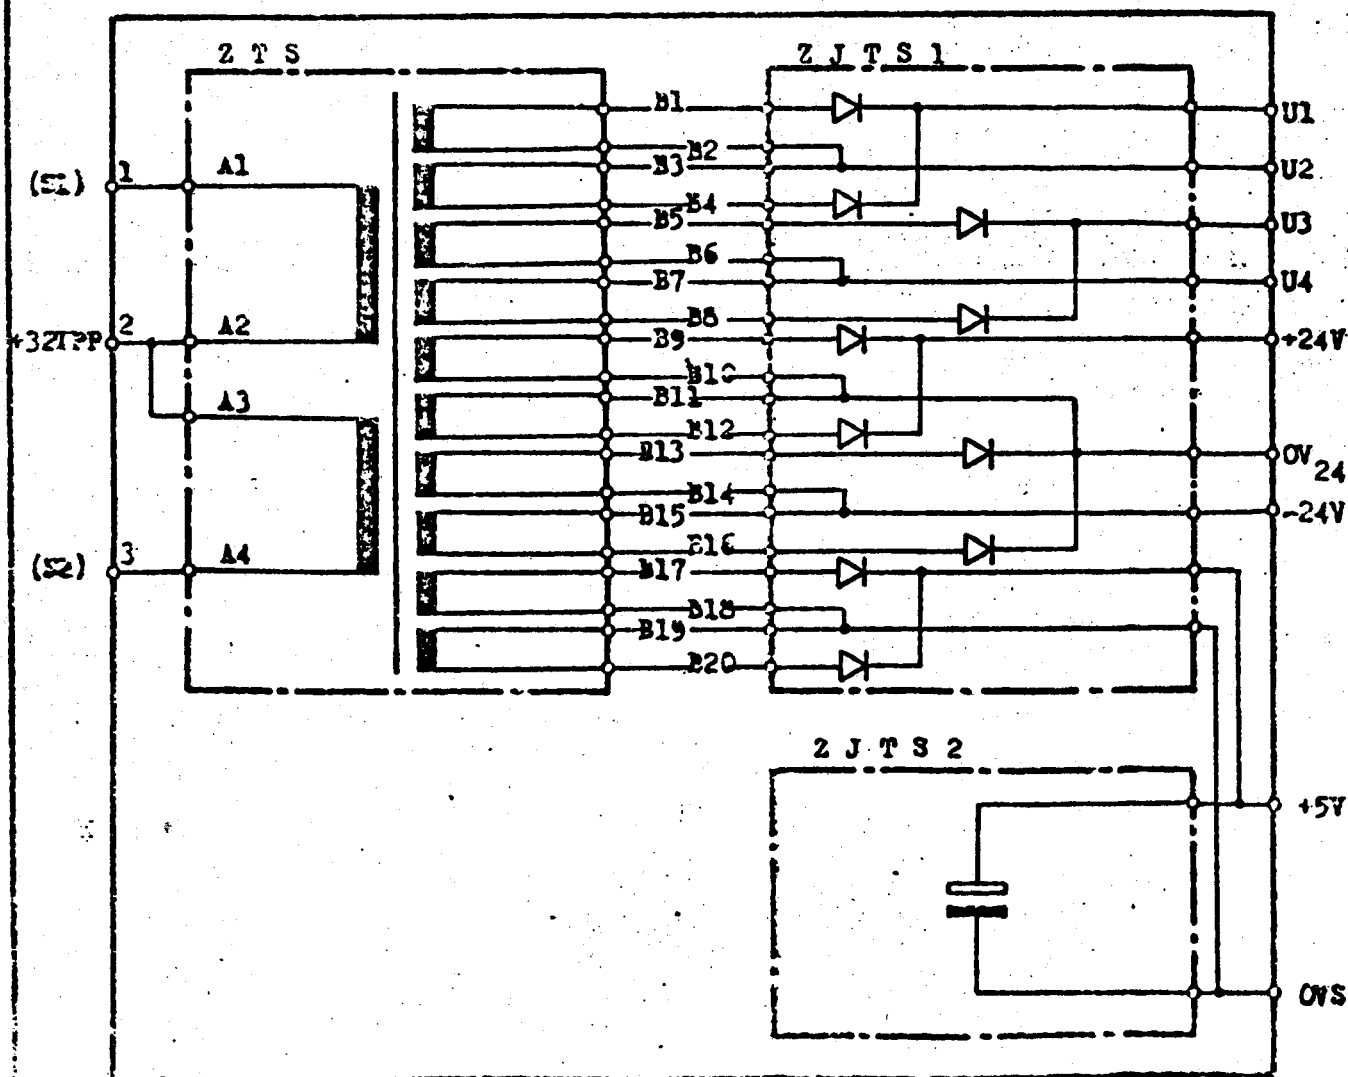 Z T S
Z J T S 1
B1
U1
B2
B3
U2
1
A1
(S1)
B4
B5
U3
B6
B7
U4
B8
2
A2
+32TPP
B9
+24V
B10
B11
A3
B12
B13
0V24
B14
B15
-24V
3
A4
(S2)
B16
B17
B18
B19
B20
Z J T S 2
+5V
0VS